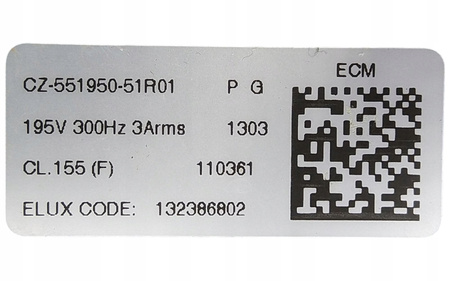 ECM
CZ-551950-51R01 P G
195V 300Hz 3Arms 1303
CL.155 (F) 110361
ELUX CODE: 132386802